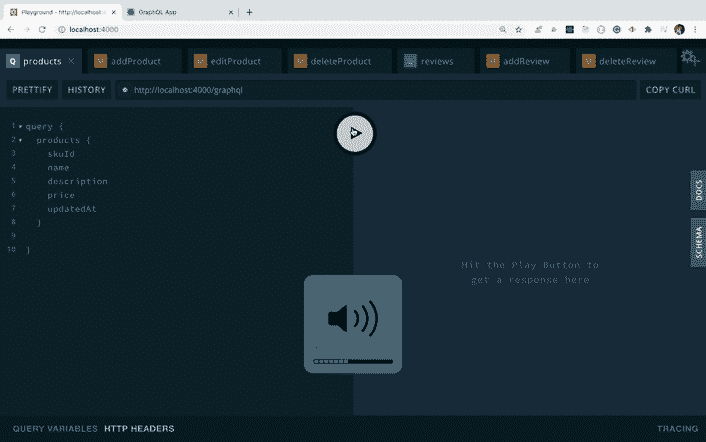 Playground - http://localhost:
GraphiQL App
localhost:4000
Q products
addProduct
editProduct
deleteProduct
reviews
addReview
deleteReview
PRETTIFY HISTORY http://localhost:4000/graphql COPY CURL
1 query {
2 products {
3 skuId
4 name
5 description
6 price
7 updatedAt
8 }
9
10 }
DOCS
SCHEMA
Hit the Play Button to
get a response here
QUERY VARIABLES HTTP HEADERS TRACING